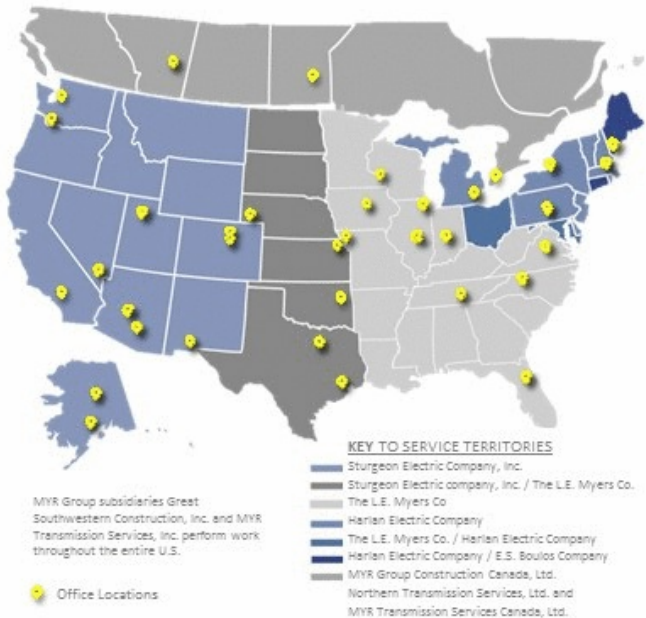 KEY TO SERVICE TERRITORIES
Sturgeon Electric Company, Inc.
Sturgeon Electric company, Inc. / The L.E. Myers Co.
The L.E. Myers Co
Harlan Electric Company
The L.E. Myers Co. / Harlan Electric Company
Harlan Electric Company / E.S. Boulos Company
MYR Group Construction Canada, Ltd.
Northern Transmission Services, Ltd. and
MYR Transmission Services Canada, Ltd.
MYR Group subsidiaries Great
Southwestern Construction, Inc. and MYR
Transmission Services, Inc. perform work
throughout the entire U.S.
Office Locations